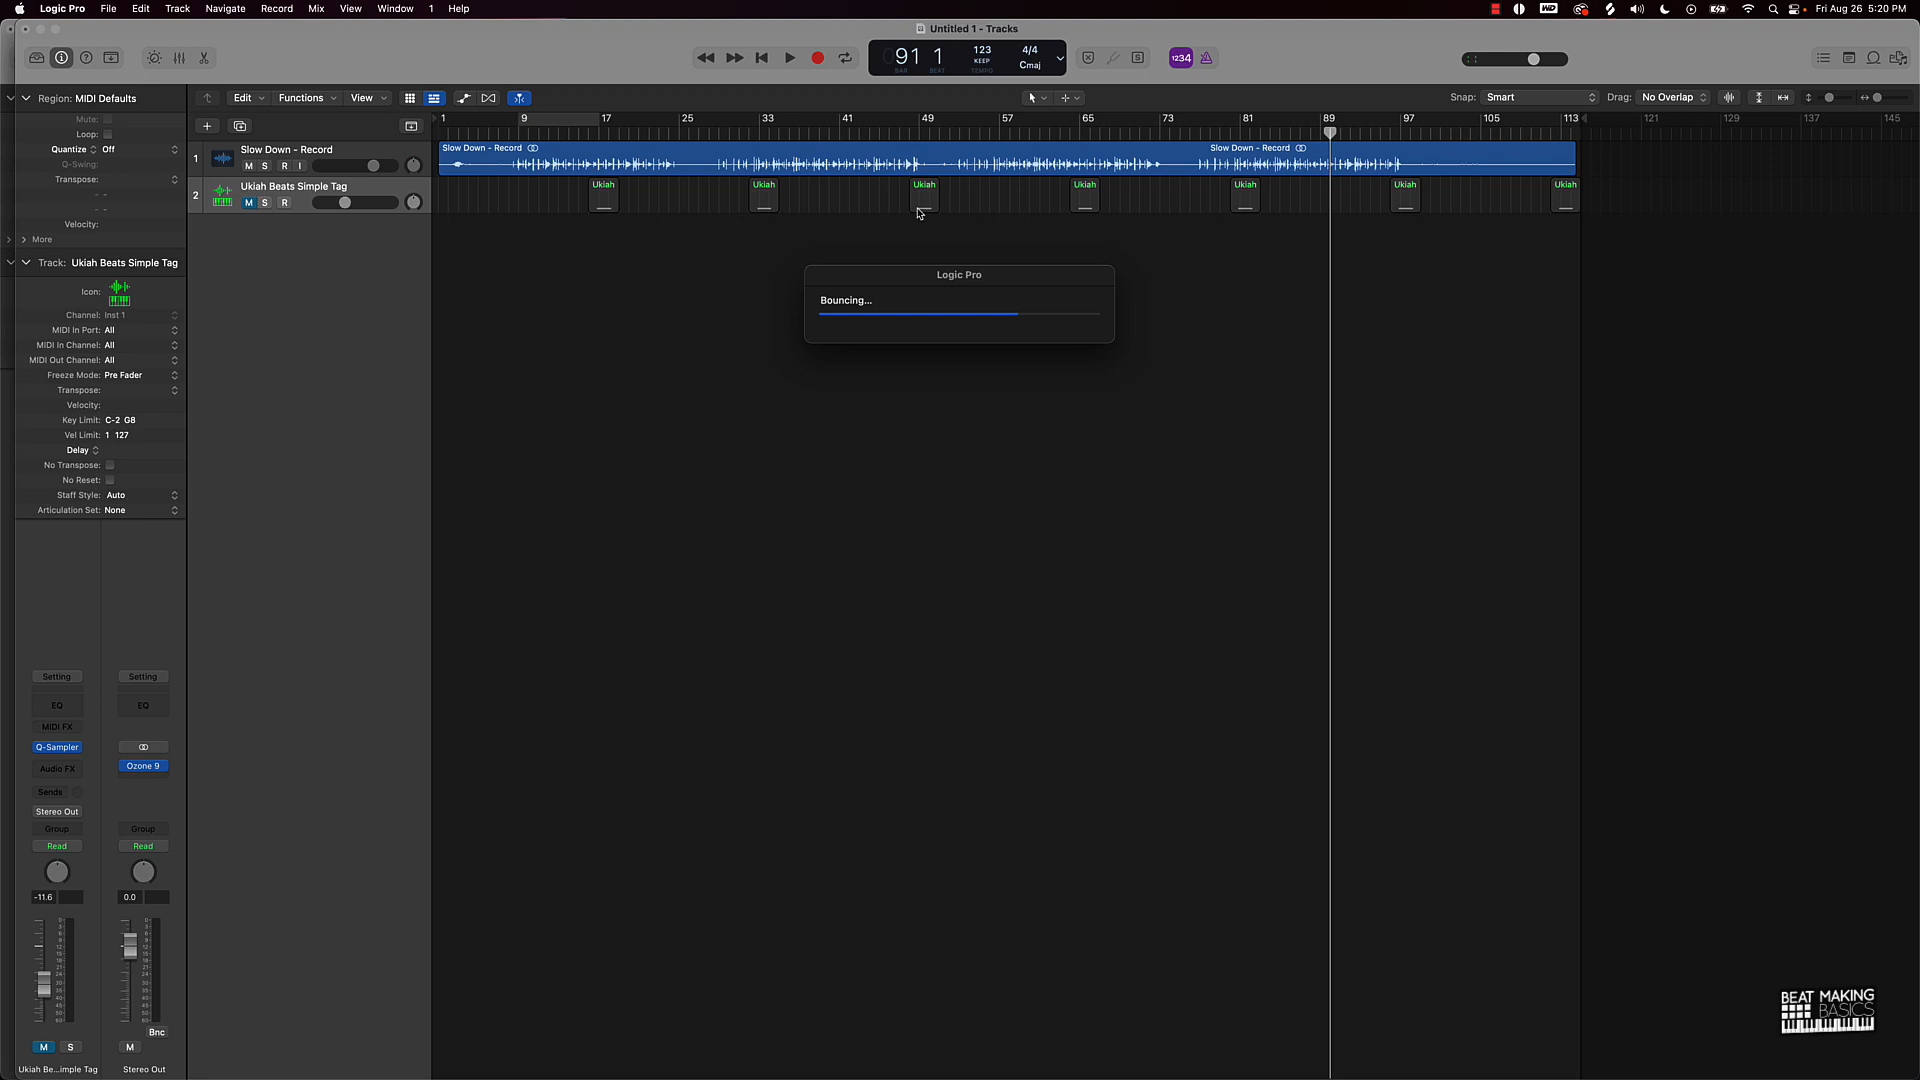 Logic Pro File Edit Track Navigate Record Mix View Window 1 Help
Fri Aug 26 5:20 PM
Untitled 1 - Tracks
91 1 123 4/4
KEEP Cmaj
BAR BEAT TEMPO
1234
Region: MIDI Defaults
Edit Functions View
Snap: Smart
Drag: No Overlap
Mute:
Loop:
Quantize Off
Q-Swing:
Transpose:
Velocity:
More
Track: Ukiah Beats Simple Tag
Icon:
Channel: Inst 1
MIDI In Port: All
MIDI In Channel: All
MIDI Out Channel: All
Freeze Mode: Pre Fader
Transpose:
Velocity:
Key Limit: C-2 G8
Vel Limit: 1 127
Delay
No Transpose:
No Reset:
Staff Style: Auto
Articulation Set: None
1 9 17 25 33 41 49 57 65 73 81 89 97 105 113 121 129 137 145
1 Slow Down - Record
M S R I
Slow Down - Record
Slow Down - Record
2 Ukiah Beats Simple Tag
M S R
Ukiah Ukiah Ukiah Ukiah Ukiah Ukiah Ukiah
Logic Pro
Bouncing...
Setting Setting
EQ EQ
MIDI FX
Q-Sampler
Audio FX Ozone 9
Sends
Stereo Out
Group Group
Read Read
-11.6 0.0
Bnc
M S M
Ukiah Be...imple Tag Stereo Out
BEAT MAKING
BASICS